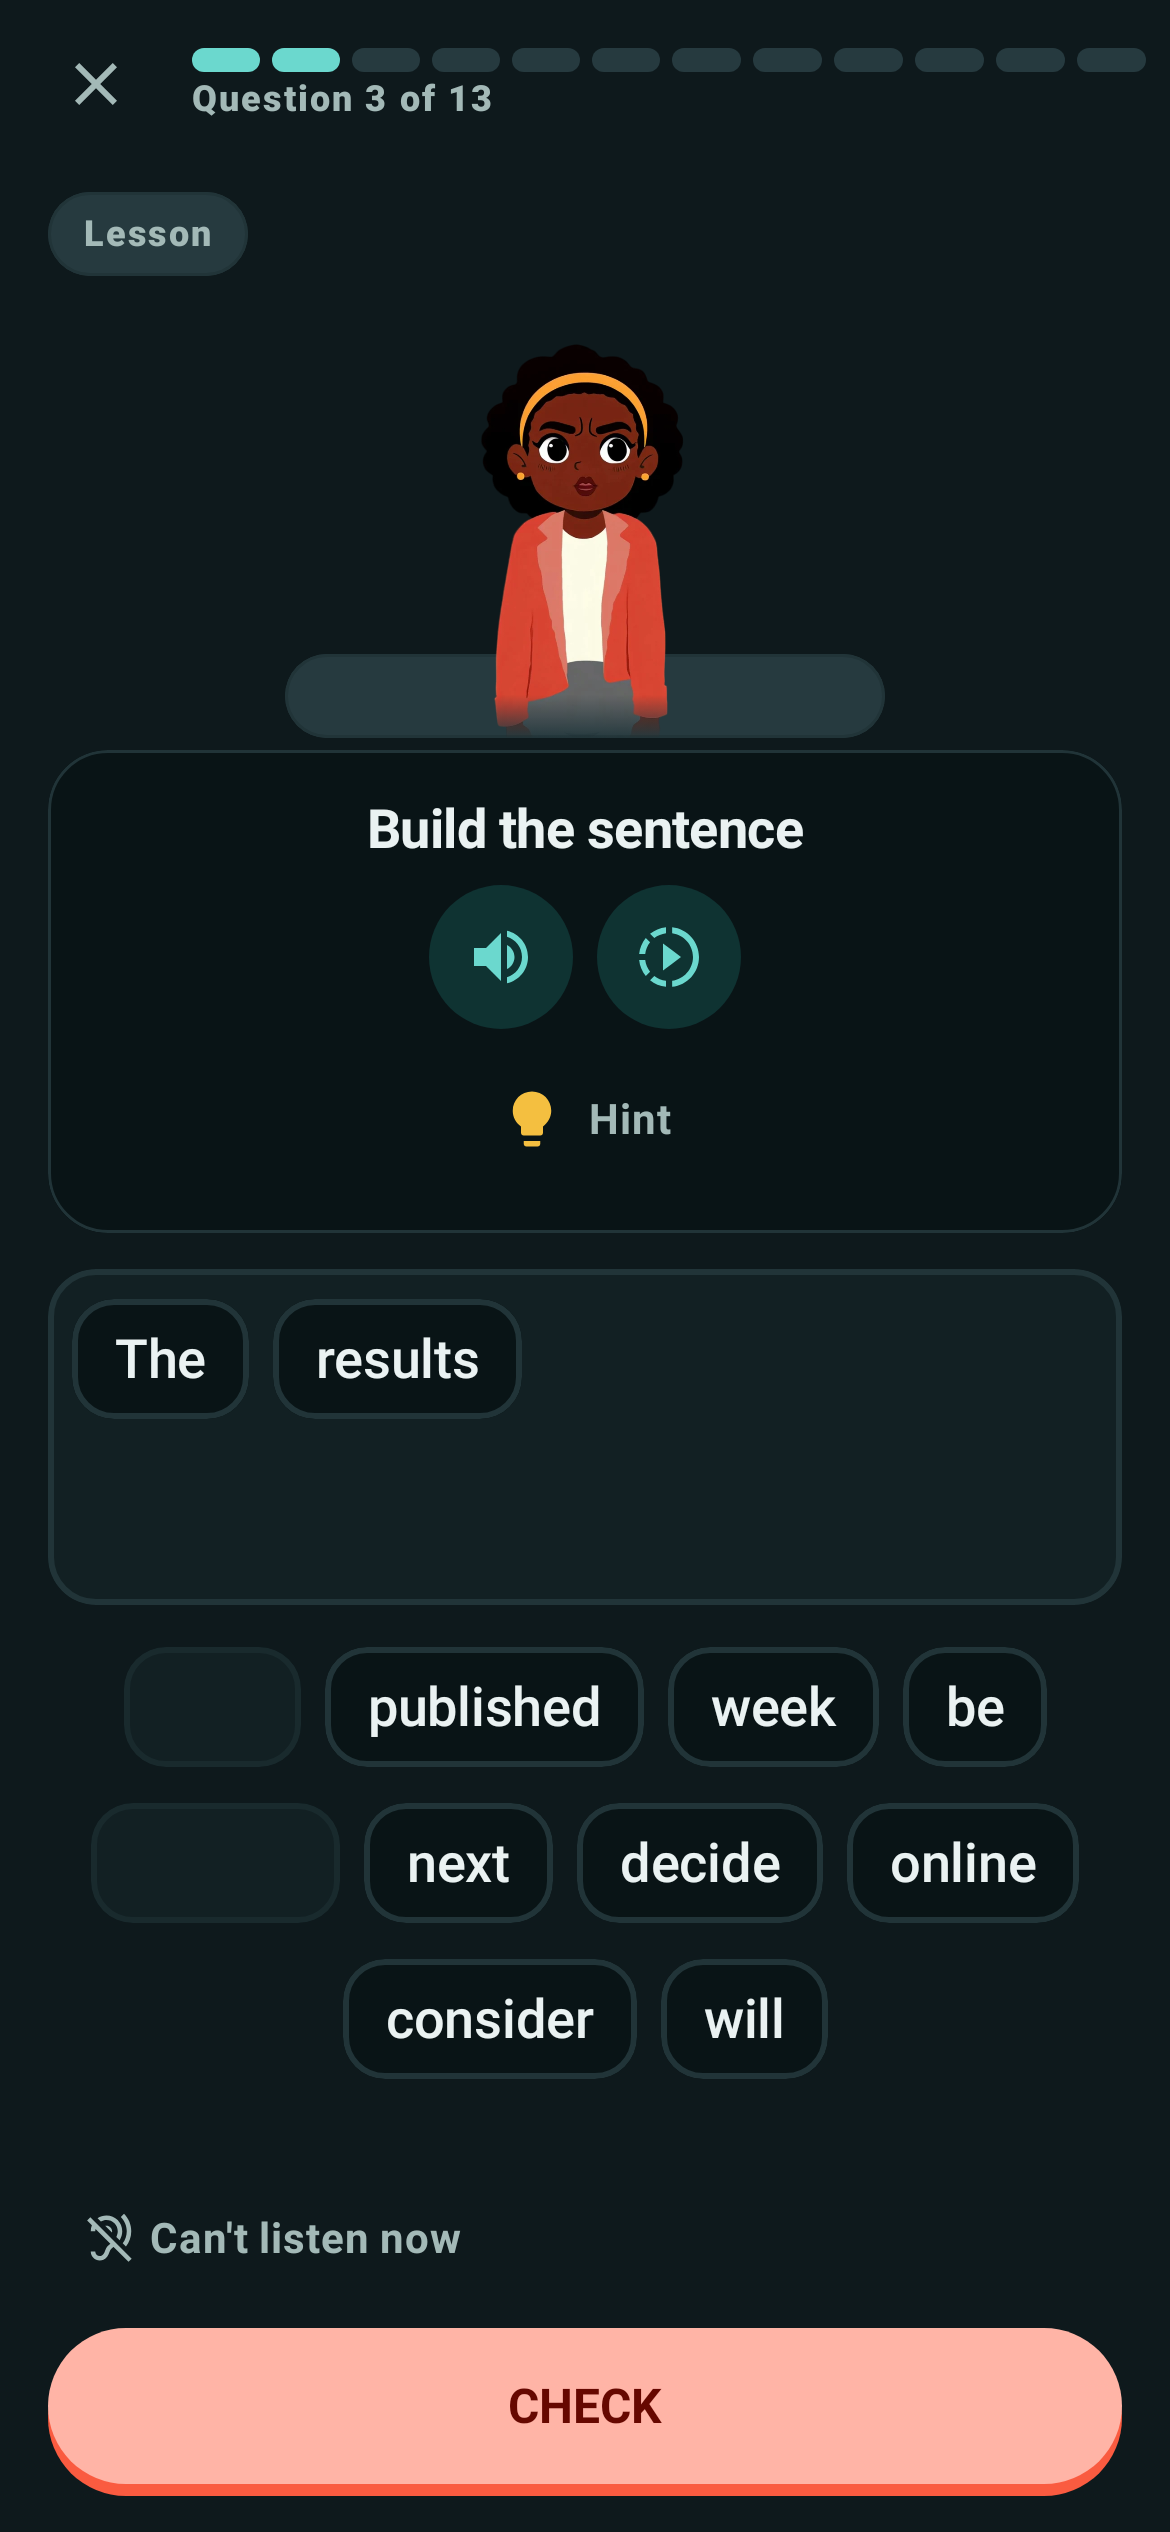 Question 3 of 13
Lesson
Build the sentence
Hint
The results
published week be
next decide online
consider will
Can't listen now
CHECK